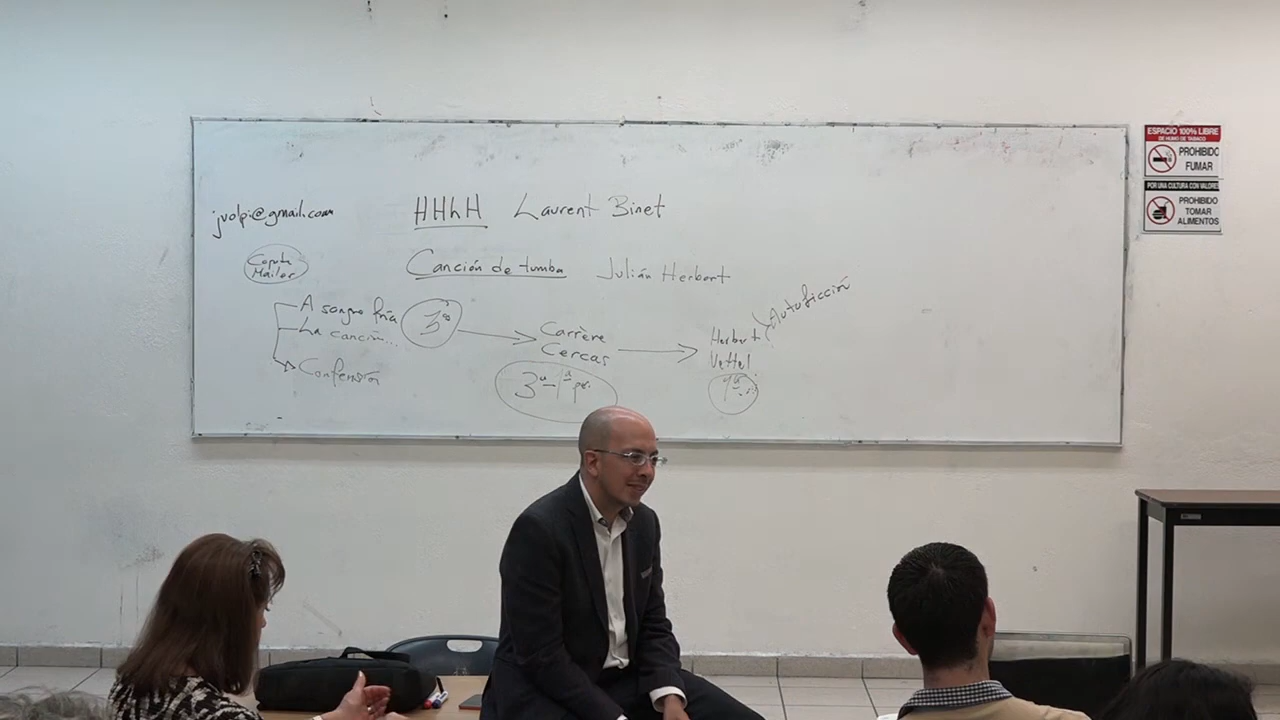 jvolpi@gmail.com
HHhH Laurent Binet
Capote
Mailer
Canción de tumba Julián Herbert
A sangre fría
La canción...
Confensión
3ª
Carrère
Cercas
3ª-1ª
Herbert
Vettel
1ª
Autoficción
ESPACIO 100% LIBRE
DE HUMO DE TABACO
PROHIBIDO
FUMAR
POR UNA CULTURA CON VALORES
PROHIBIDO
TOMAR
ALIMENTOS